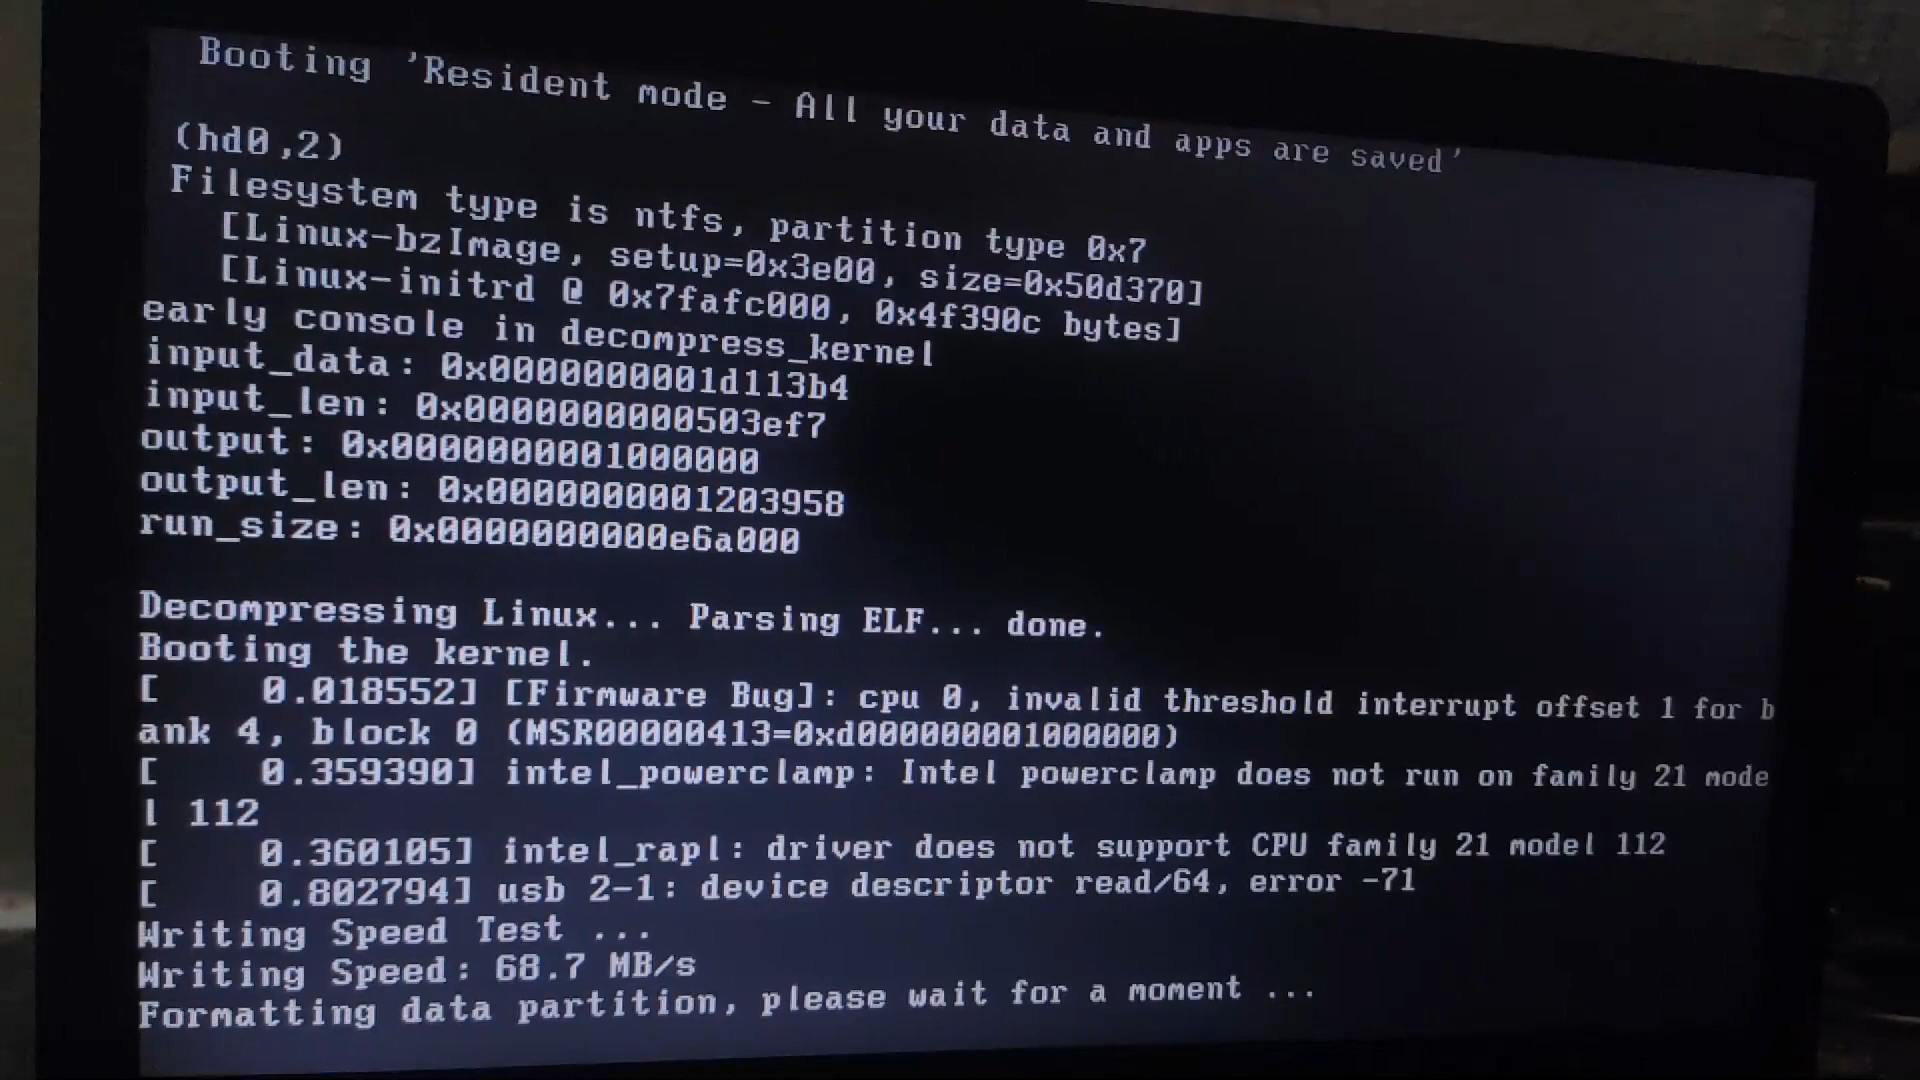 Booting 'Resident mode - All your data and apps are saved'
(hd0,2)
Filesystem type is ntfs, partition type 0x7
[Linux-bzImage, setup=0x3e00, size=0x50d370]
[Linux-initrd @ 0x7fafc000, 0x4f390c bytes]
early console in decompress_kernel
input_data: 0x0000000001d113b4
input_len: 0x0000000000503ef7
output: 0x0000000001000000
output_len: 0x0000000001203958
run_size: 0x0000000000e6a000
Decompressing Linux... Parsing ELF... done.
Booting the kernel.
[    0.018552] [Firmware Bug]: cpu 0, invalid threshold interrupt offset 1 for b
ank 4, block 0 (MSR00000413=0xd000000001000000)
[    0.359390] intel_powerclamp: Intel powerclamp does not run on family 21 mode
l 112
[    0.360105] intel_rapl: driver does not support CPU family 21 model 112
[    0.802794] usb 2-1: device descriptor read/64, error -71
Writing Speed Test ...
Writing Speed: 68.7 MB/s
Formatting data partition, please wait for a moment ...